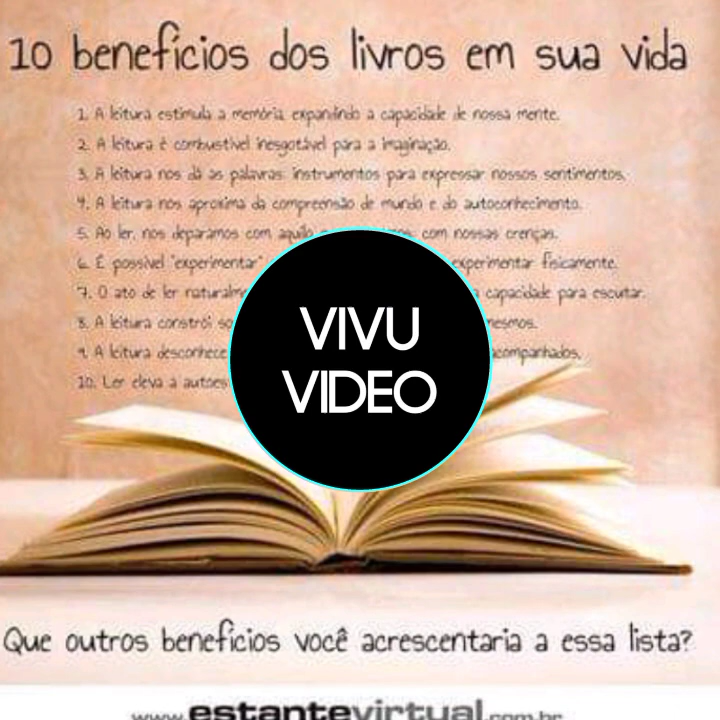 10 benefícios dos livros em sua vida
1. A leitura estimula a memória, expandindo a capacidade de nossa mente.
2. A leitura é combustível inesgotável para a imaginação.
3. A leitura nos dá as palavras: instrumentos para expressar nossos sentimentos.
4. A leitura nos aproxima da compreensão de mundo e do autoconhecimento.
5. Ao ler, nos deparamos com aquilo com nossas crenças.
6. É possível "experimentar" experimentar fisicamente.
7. O ato de ler capacidade para escutar.
8. A leitura constrói
9. A leitura acompanhados.
10. Ler eleva a
VIVU
VIDEO
Que outros benefícios você acrescentaria a essa lista?
www.estantevirtual.com.br